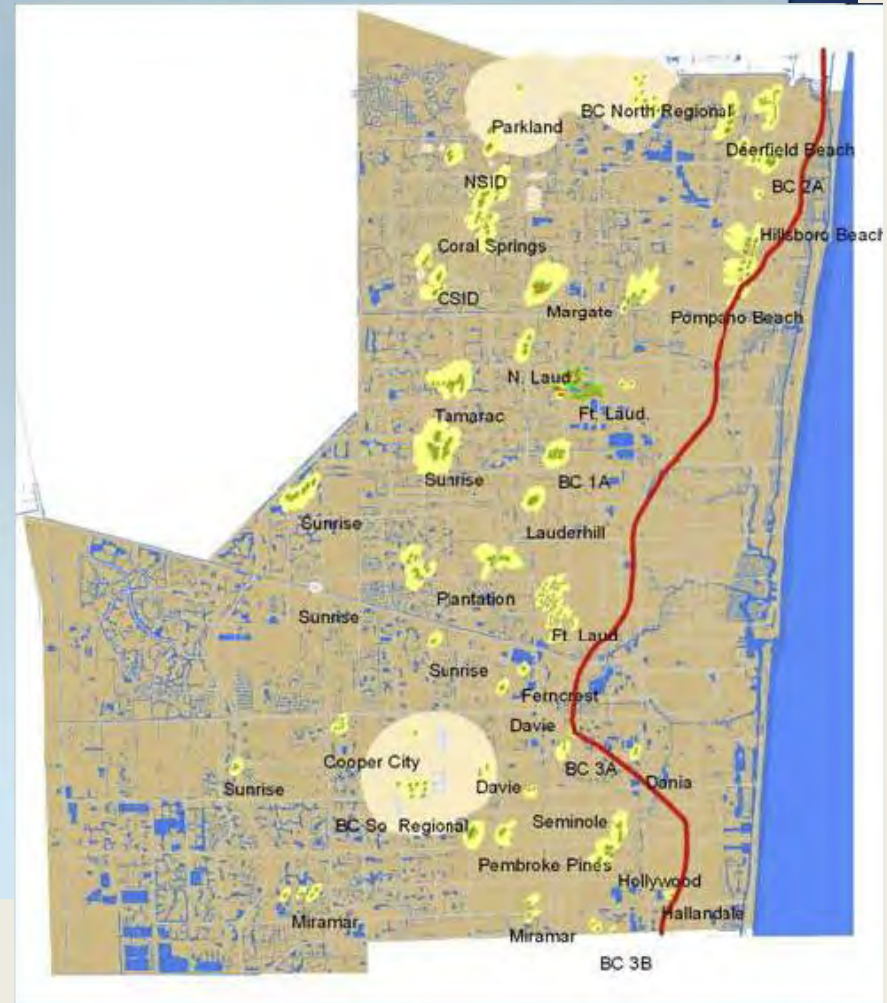 BC North Regional
Parkland
Deerfield Beach
NSID
BC 2A
Hillsboro Beach
Coral Springs
CSID
Margate
Pompano Beach
N. Laud.
Tamarac
Ft. Laud.
Sunrise
BC 1A
Sunrise
Lauderhill
Plantation
Sunrise
Ft. Laud.
Sunrise
Ferncrest
Davie
Cooper City
BC 3A
Dania
Sunrise
Davie
BC So. Regional
Seminole
Pembroke Pines
Hollywood
Hallandale
Miramar
Miramar
BC 3B